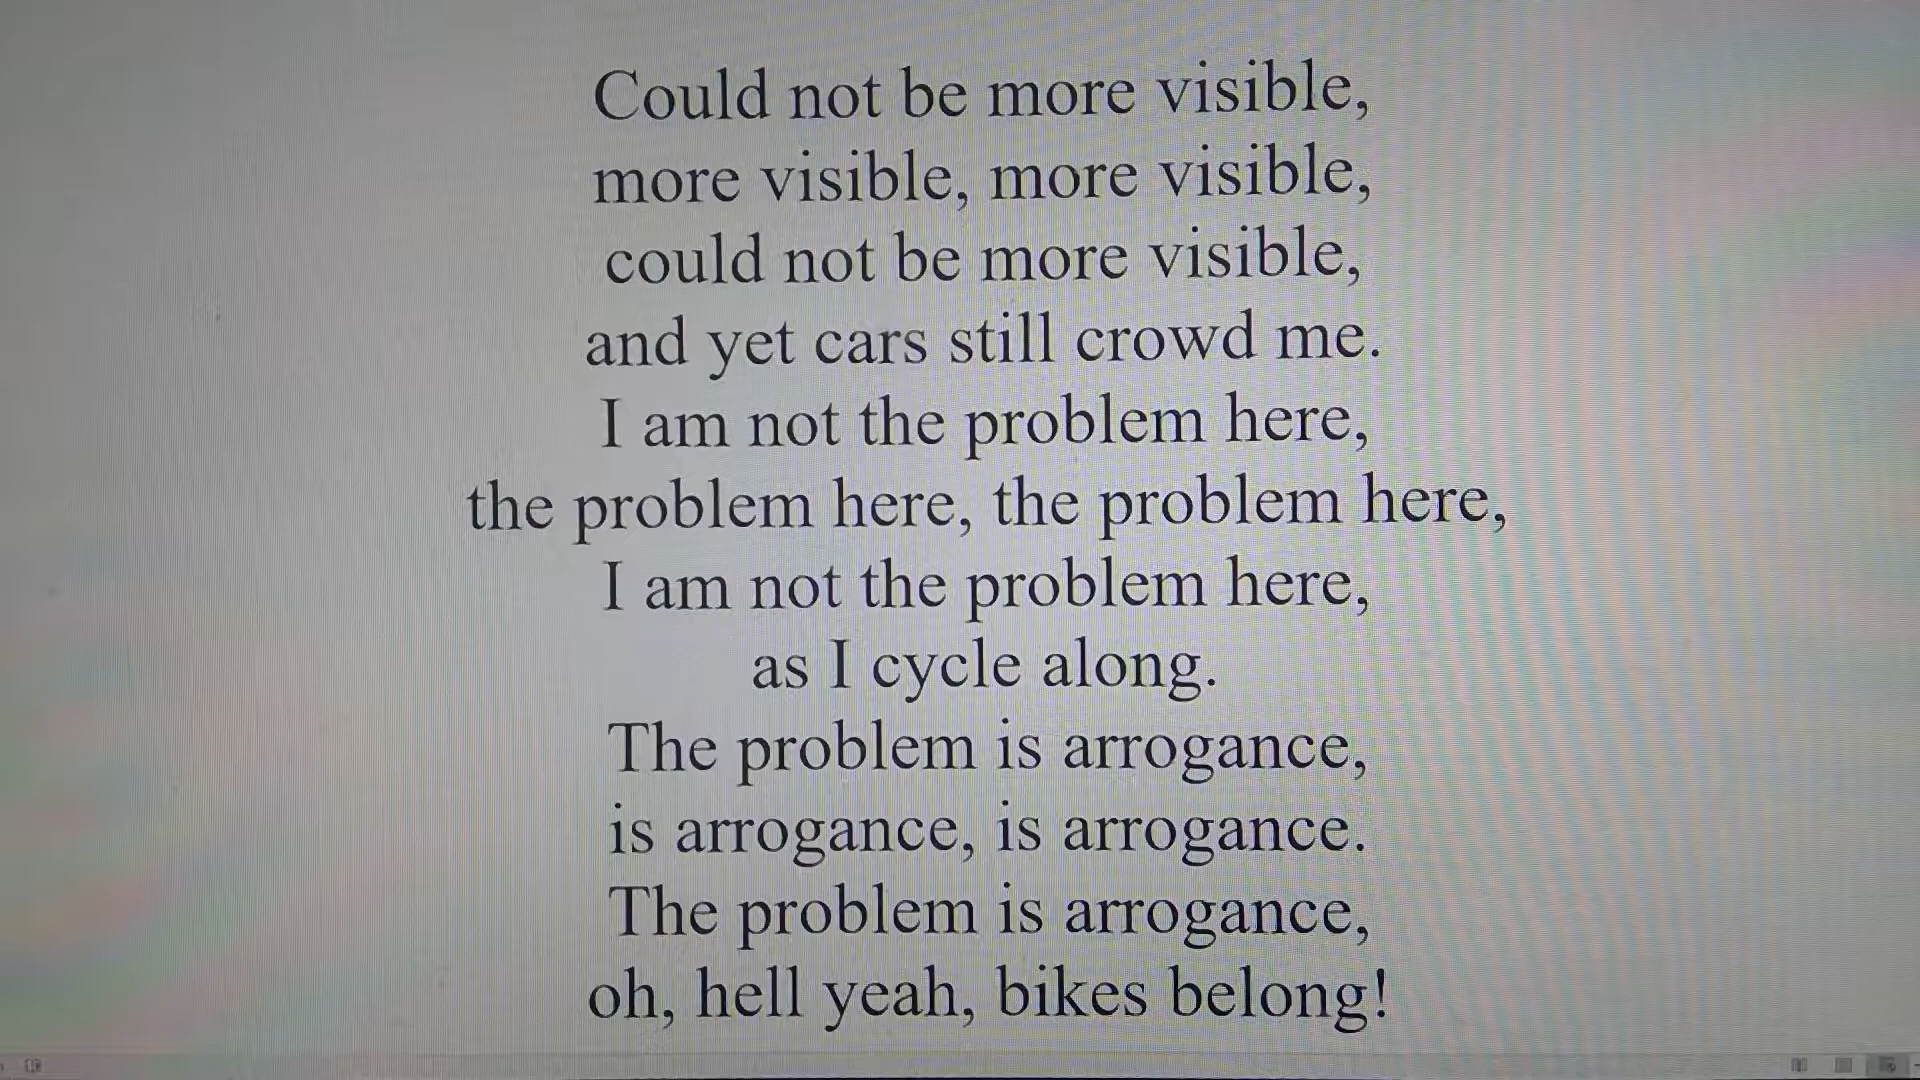 Could not be more visible,
more visible, more visible,
could not be more visible,
and yet cars still crowd me.
I am not the problem here,
the problem here, the problem here,
I am not the problem here,
as I cycle along.
The problem is arrogance,
is arrogance, is arrogance.
The problem is arrogance,
oh, hell yeah, bikes belong!